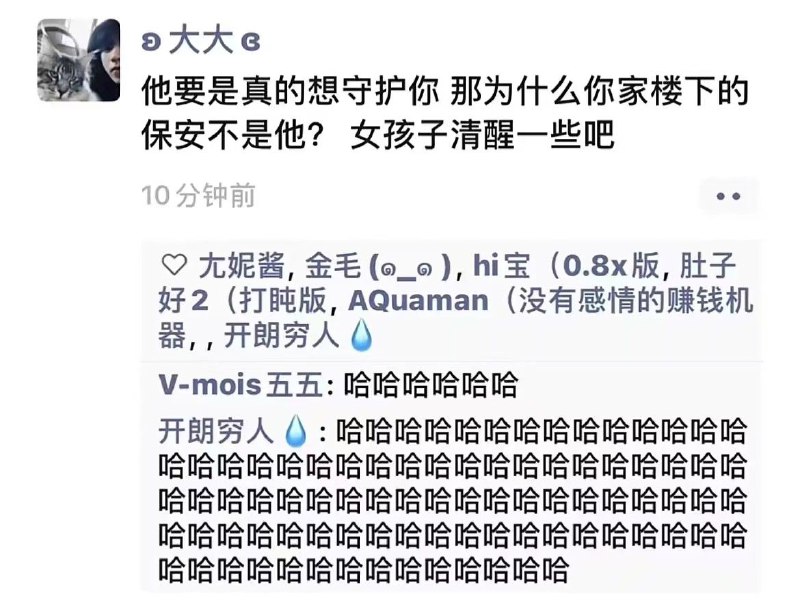 ʚ 大大 ɞ
他要是真的想守护你 那为什么你家楼下的
保安不是他? 女孩子清醒一些吧
10分钟前
尢妮酱, 金毛 (๑_๑ ), hi宝（0.8x版, 肚子
好2（打盹版, AQuaman（没有感情的赚钱机
器, , 开朗穷人💧
V-mois五五: 哈哈哈哈哈哈
开朗穷人💧: 哈哈哈哈哈哈哈哈哈哈哈哈哈哈
哈哈哈哈哈哈哈哈哈哈哈哈哈哈哈哈哈哈哈哈
哈哈哈哈哈哈哈哈哈哈哈哈哈哈哈哈哈哈哈哈
哈哈哈哈哈哈哈哈哈哈哈哈哈哈哈哈哈哈哈哈
哈哈哈哈哈哈哈哈哈哈哈哈哈哈